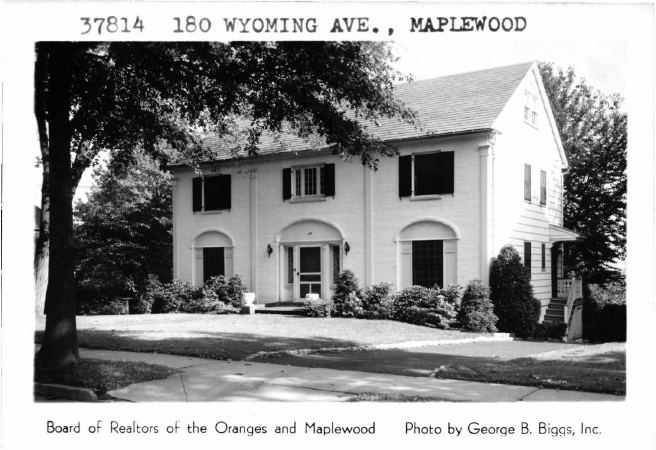 37814 180 WYOMING AVE., MAPLEWOOD
Board of Realtors of the Oranges and Maplewood Photo by George B. Biggs, Inc.